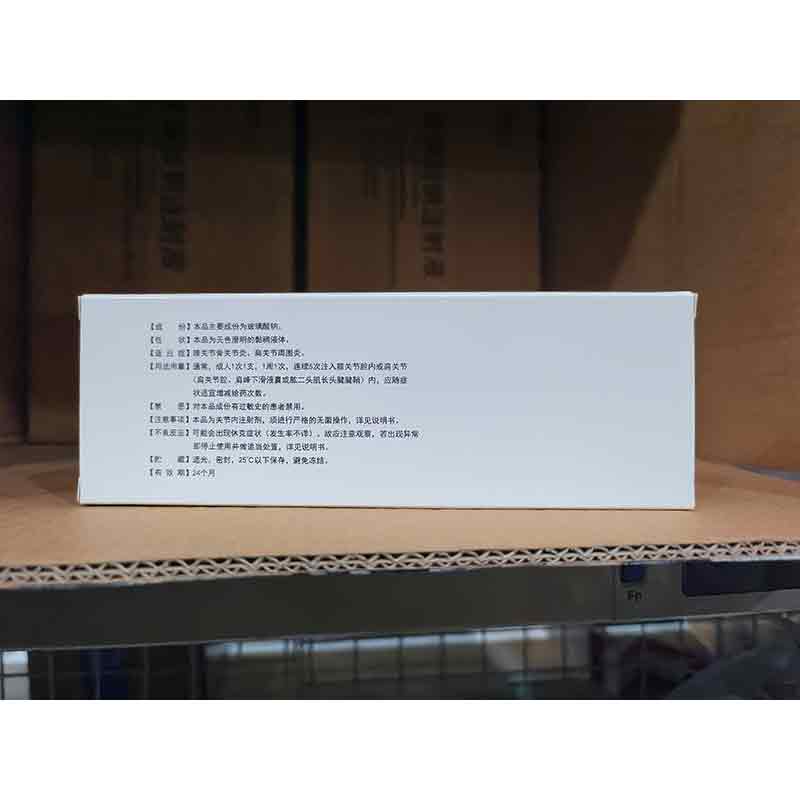 【成 份】本品主要成份为玻璃酸钠。
【性 状】本品为无色澄明的黏稠液体。
【适应症】膝关节骨关节炎、肩关节周围炎。
【用法用量】通常，成人1次1支，1周1次，连续5次注入膝关节腔内或肩关节
（肩关节腔、肩峰下滑液囊或肱二头肌长头腱腱鞘）内，应随症
状适宜增减给药次数。
【禁 忌】对本品成份有过敏史的患者禁用。
【注意事项】本品为关节内注射剂，须进行严格的无菌操作，详见说明书。
【不良反应】可能会出现休克症状（发生率不详），故应注意观察，若出现异常
即停止使用并做适当处置，详见说明书。
【贮 藏】遮光，密封，25℃以下保存，避免冻结。
【有 效 期】24个月
Fn